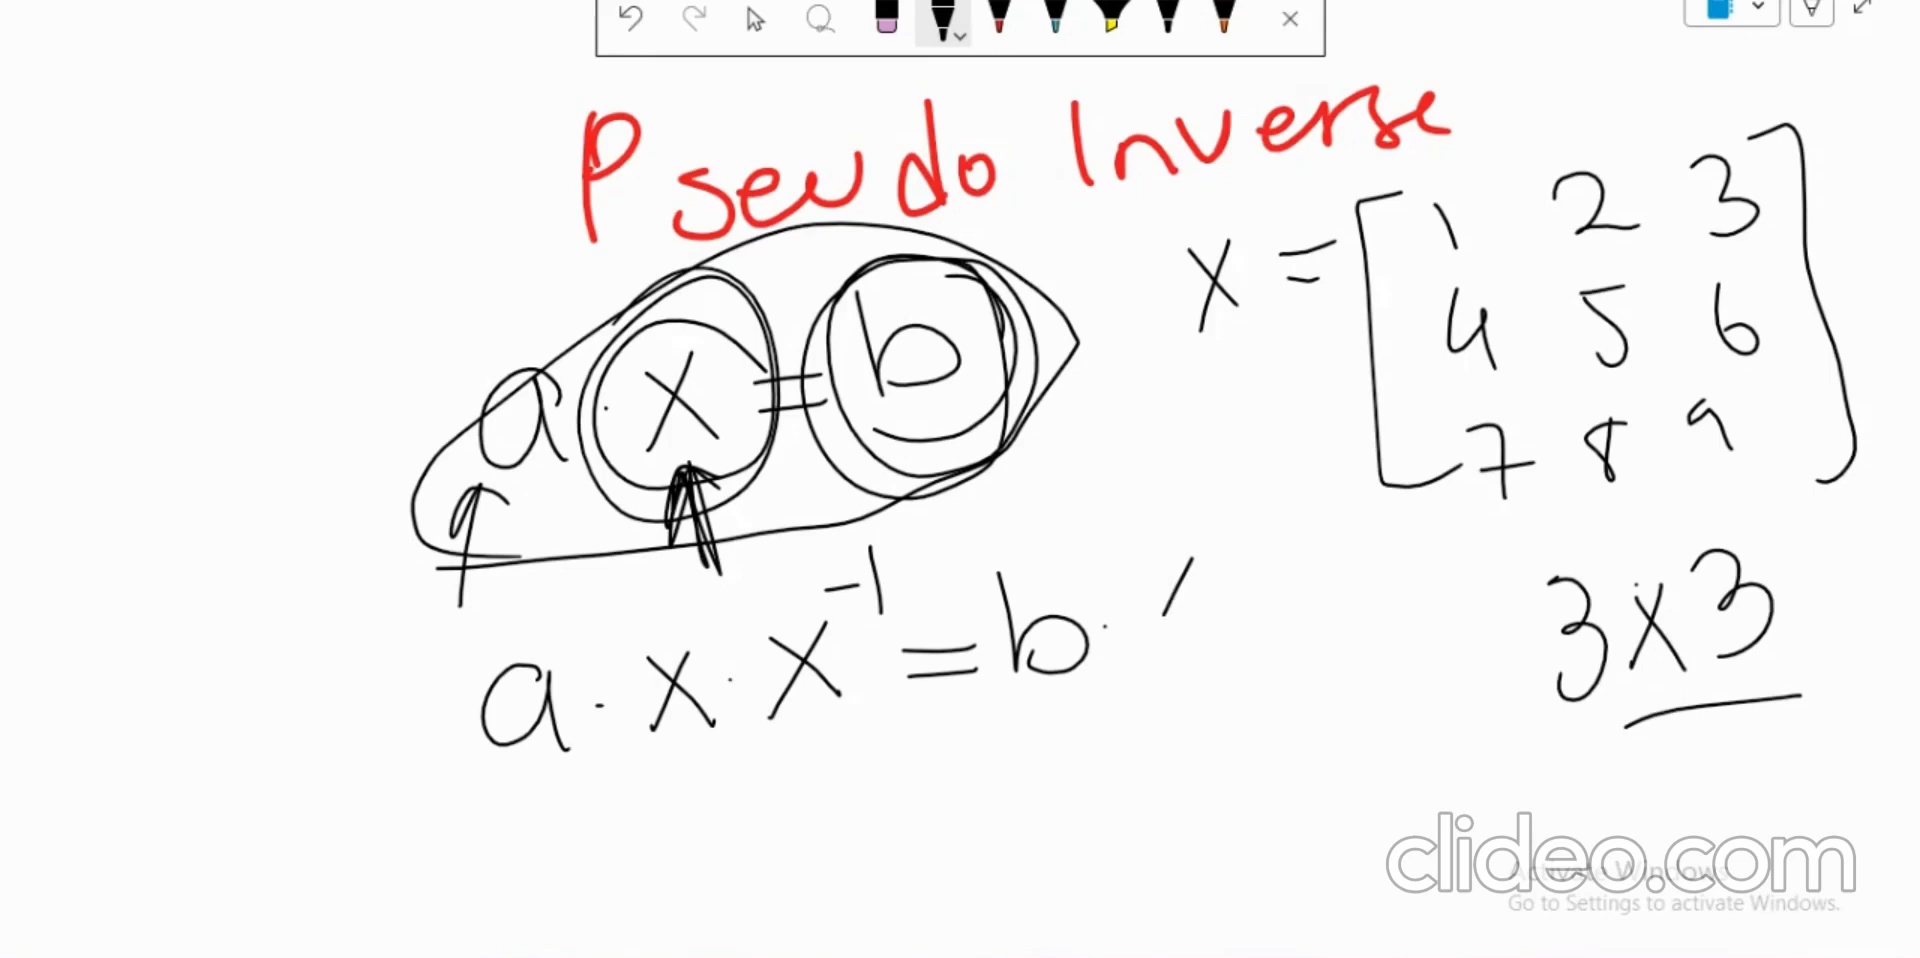 Pseudo Inverse
a x = b
x = [ 1 2 3
4 5 6
7 8 9 ]
3x3
a · x · x⁻¹ = b ·
clideo.com
Activate Windows
Go to Settings to activate Windows.